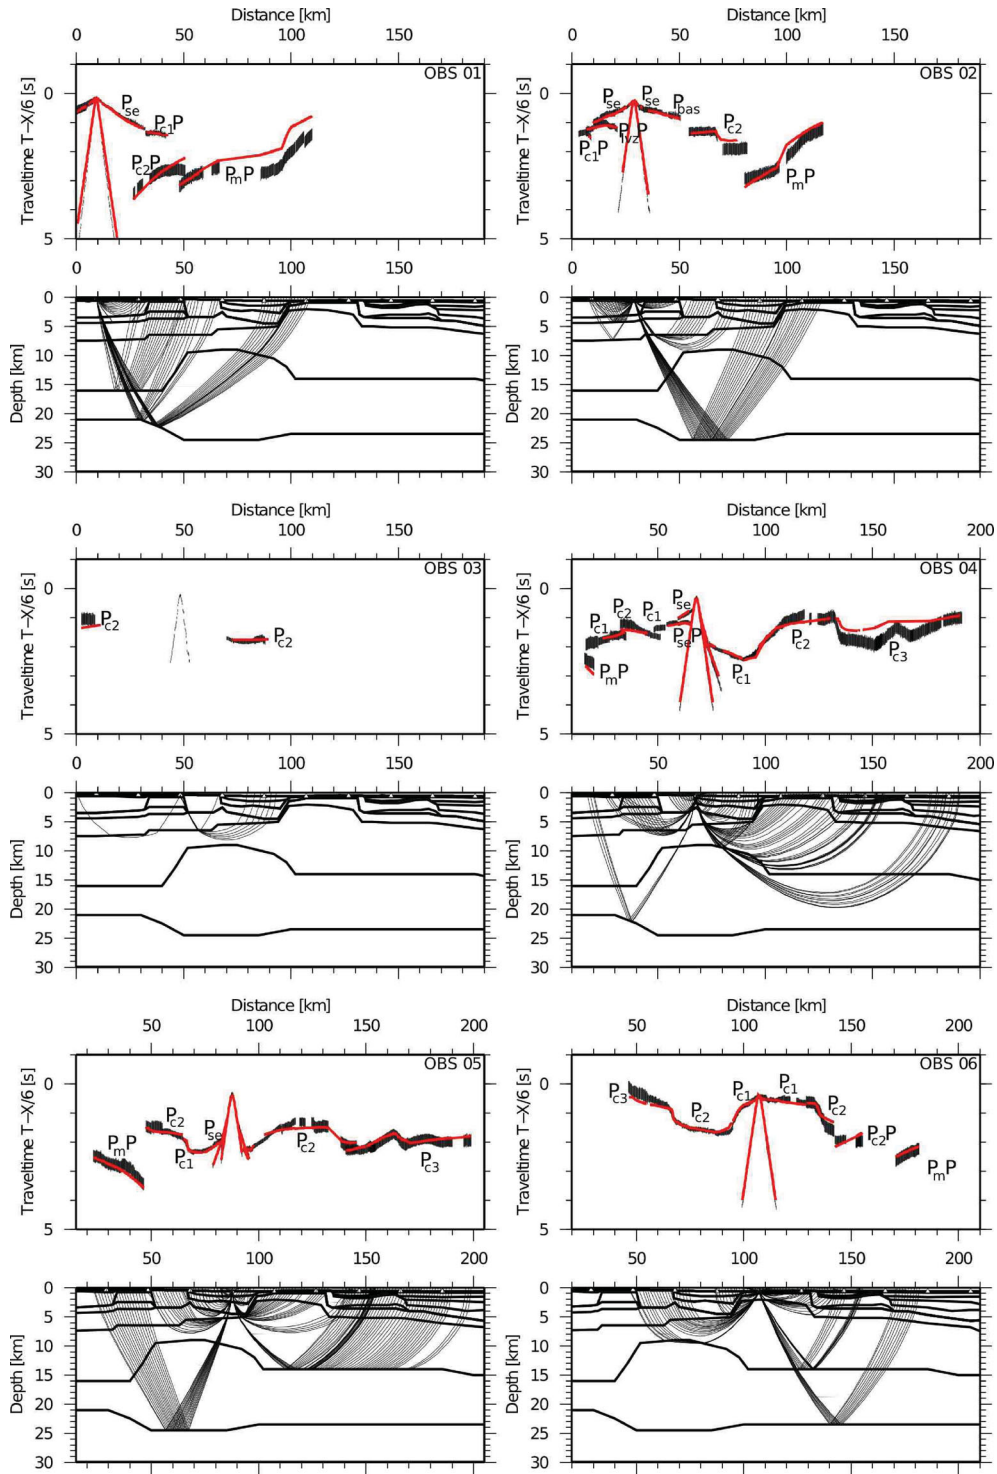 Distance [km] Distance [km]
0 50 100 150 0 50 100 150
OBS 01 OBS 02
Traveltime T-X/6 [s] Traveltime T-X/6 [s]
0 5 0 5
Pse Pc1P Pc2P PmP
Pse Pse Pbas Pc2 Pc1P PlvzP PmP
0 50 100 150 0 50 100 150
Depth [km] Depth [km]
0 5 10 15 20 25 30 0 5 10 15 20 25 30
Distance [km] Distance [km]
0 50 100 150 0 50 100 150 200
OBS 03 OBS 04
Traveltime T-X/6 [s] Traveltime T-X/6 [s]
0 5 0 5
Pc2 Pc2
Pc1 Pc2 Pc1 Pse PseP PmP Pc1 Pc2 Pc3
0 50 100 150 0 50 100 150 200
Depth [km] Depth [km]
0 5 10 15 20 25 30 0 5 10 15 20 25 30
Distance [km] Distance [km]
50 100 150 200 50 100 150 200
OBS 05 OBS 06
Traveltime T-X/6 [s] Traveltime T-X/6 [s]
0 5 0 5
PmP Pc2 Pc1 Pse Pc2 Pc3
Pc3 Pc2 Pc1 Pc1 Pc2 Pc2P PmP
50 100 150 200 50 100 150 200
Depth [km] Depth [km]
0 5 10 15 20 25 30 0 5 10 15 20 25 30